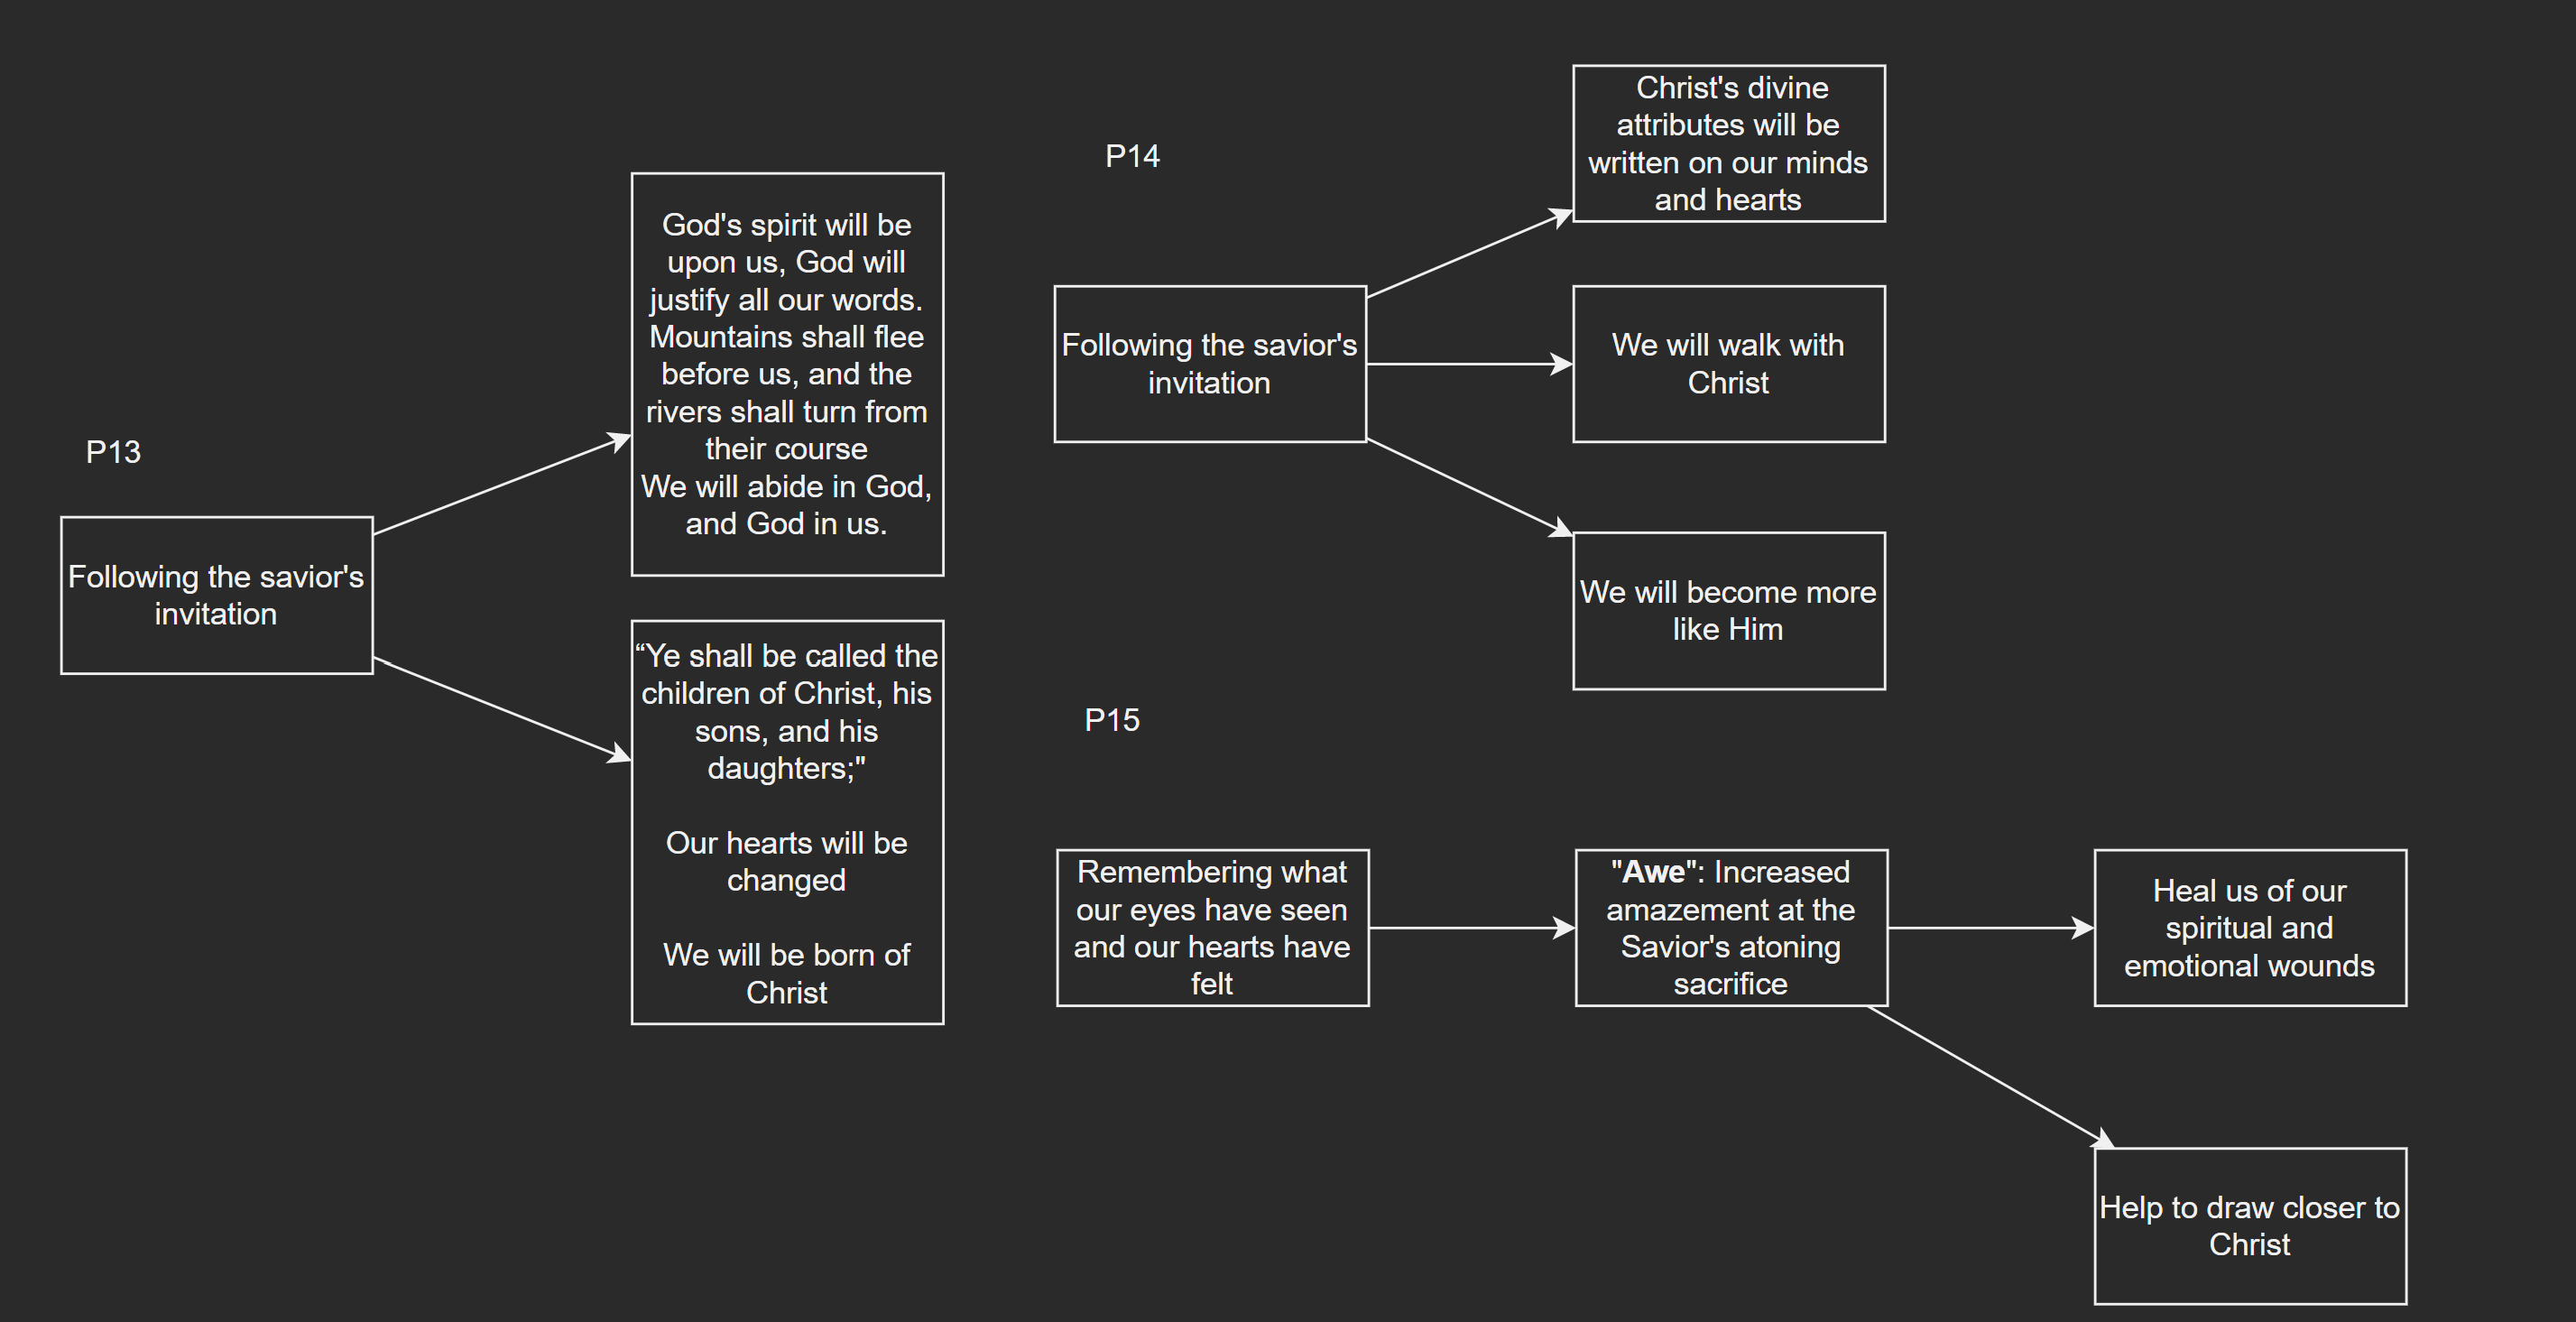 P13
Following the savior's
invitation
God's spirit will be
upon us, God will
justify all our words.
Mountains shall flee
before us, and the
rivers shall turn from
their course
We will abide in God,
and God in us.
“Ye shall be called the
children of Christ, his
sons, and his
daughters;"
Our hearts will be
changed
We will be born of
Christ
P14
Following the savior's
invitation
Christ's divine
attributes will be
written on our minds
and hearts
We will walk with
Christ
We will become more
like Him
P15
Remembering what
our eyes have seen
and our hearts have
felt
"Awe": Increased
amazement at the
Savior's atoning
sacrifice
Heal us of our
spiritual and
emotional wounds
Help to draw closer to
Christ